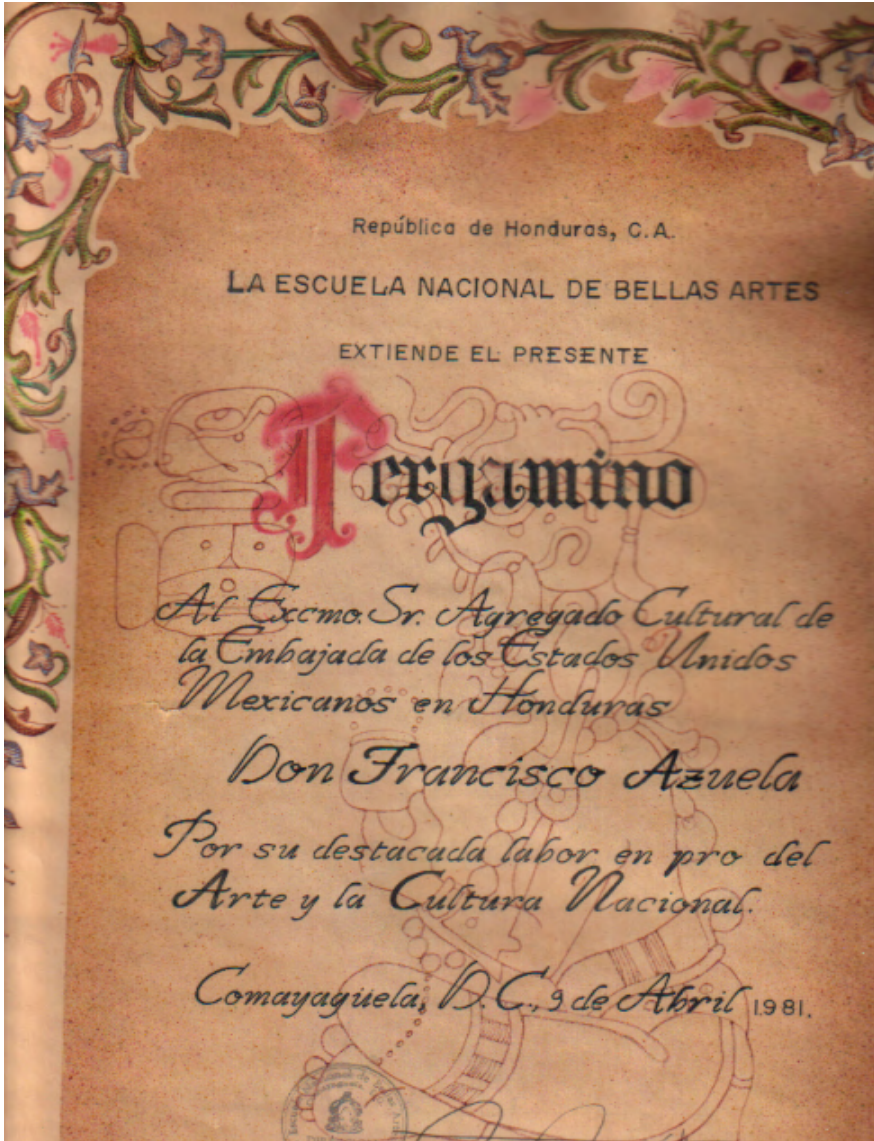 República de Honduras, C.A.
LA ESCUELA NACIONAL DE BELLAS ARTES
EXTIENDE EL PRESENTE
Pergamino
Al Excmo. Sr. Agregado Cultural de
la Embajada de los Estados Unidos
Mexicanos en Honduras
Don Francisco Azuela
Por su destacada labor en pro del
Arte y la Cultura Nacional.
Comayagüela, D.C., 9 de Abril 1981.